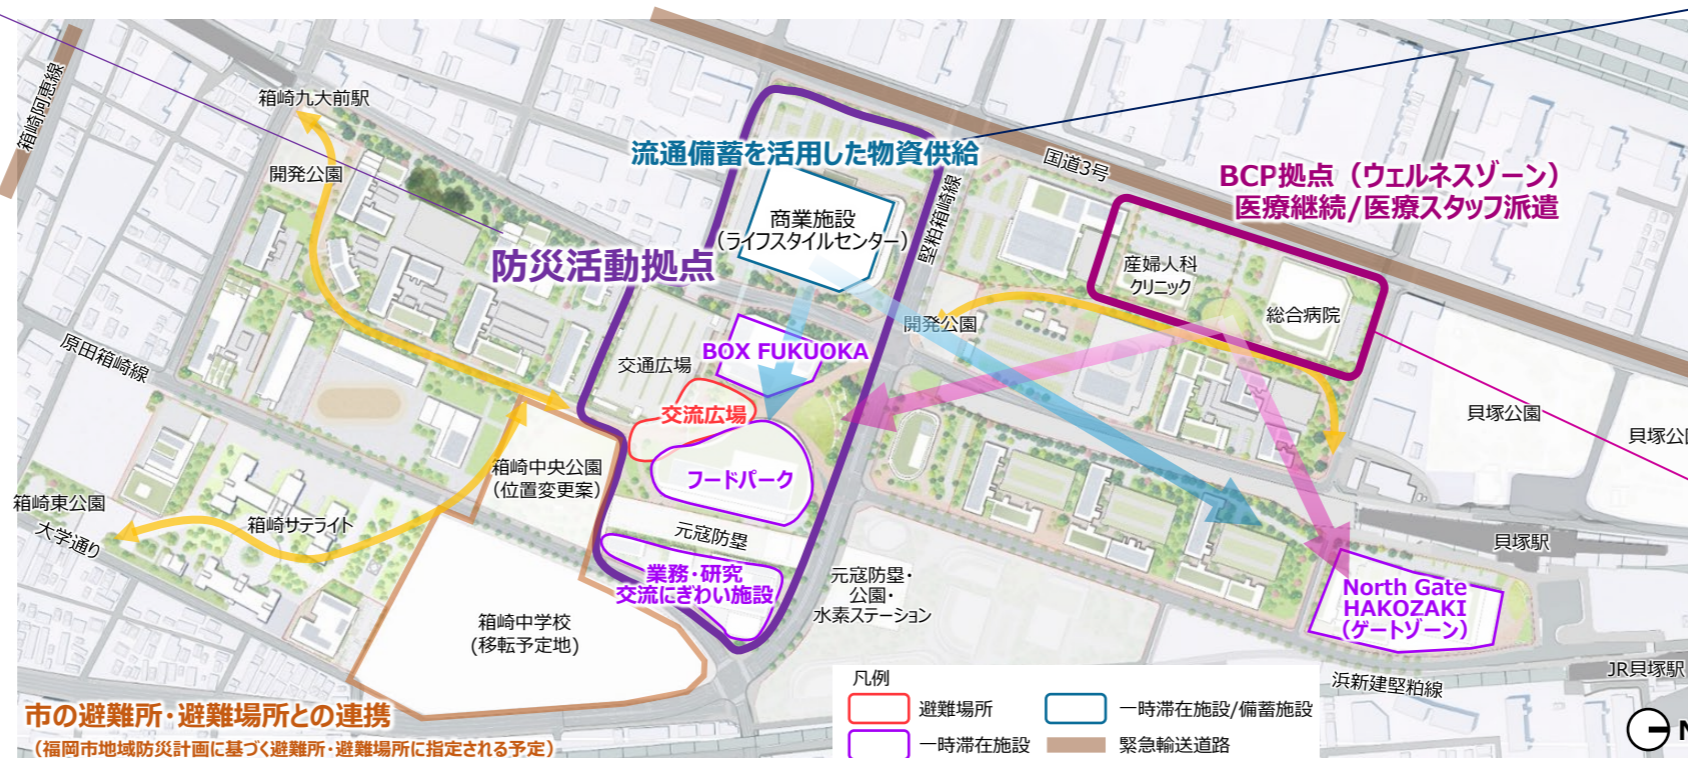 箱崎阿恵線
箱崎九大前駅
開発公園
流通備蓄を活用した物資供給
国道3号
BCP拠点（ウェルネスゾーン）
医療継続/医療スタッフ派遣
商業施設
（ライフスタイルセンター）
堅粕箱崎線
防災活動拠点
産婦人科
クリニック
総合病院
開発公園
原田箱崎線
交通広場
BOX FUKUOKA
交流広場
貝塚公園
貝塚公
箱崎中央公園
（位置変更案）
フードパーク
箱崎東公園
大学通り
箱崎サテライト
元寇防塁
貝塚駅
業務・研究
交流にぎわい施設
元寇防塁・
公園・
水素ステーション
North Gate
HAKOZAKI
（ゲートゾーン）
箱崎中学校
(移転予定地)
JR貝塚駅
浜新建堅粕線
市の避難所・避難場所との連携
（福岡市地域防災計画に基づく避難所・避難場所に指定される予定）
凡例
避難場所
一時滞在施設/備蓄施設
一時滞在施設
緊急輸送道路
N